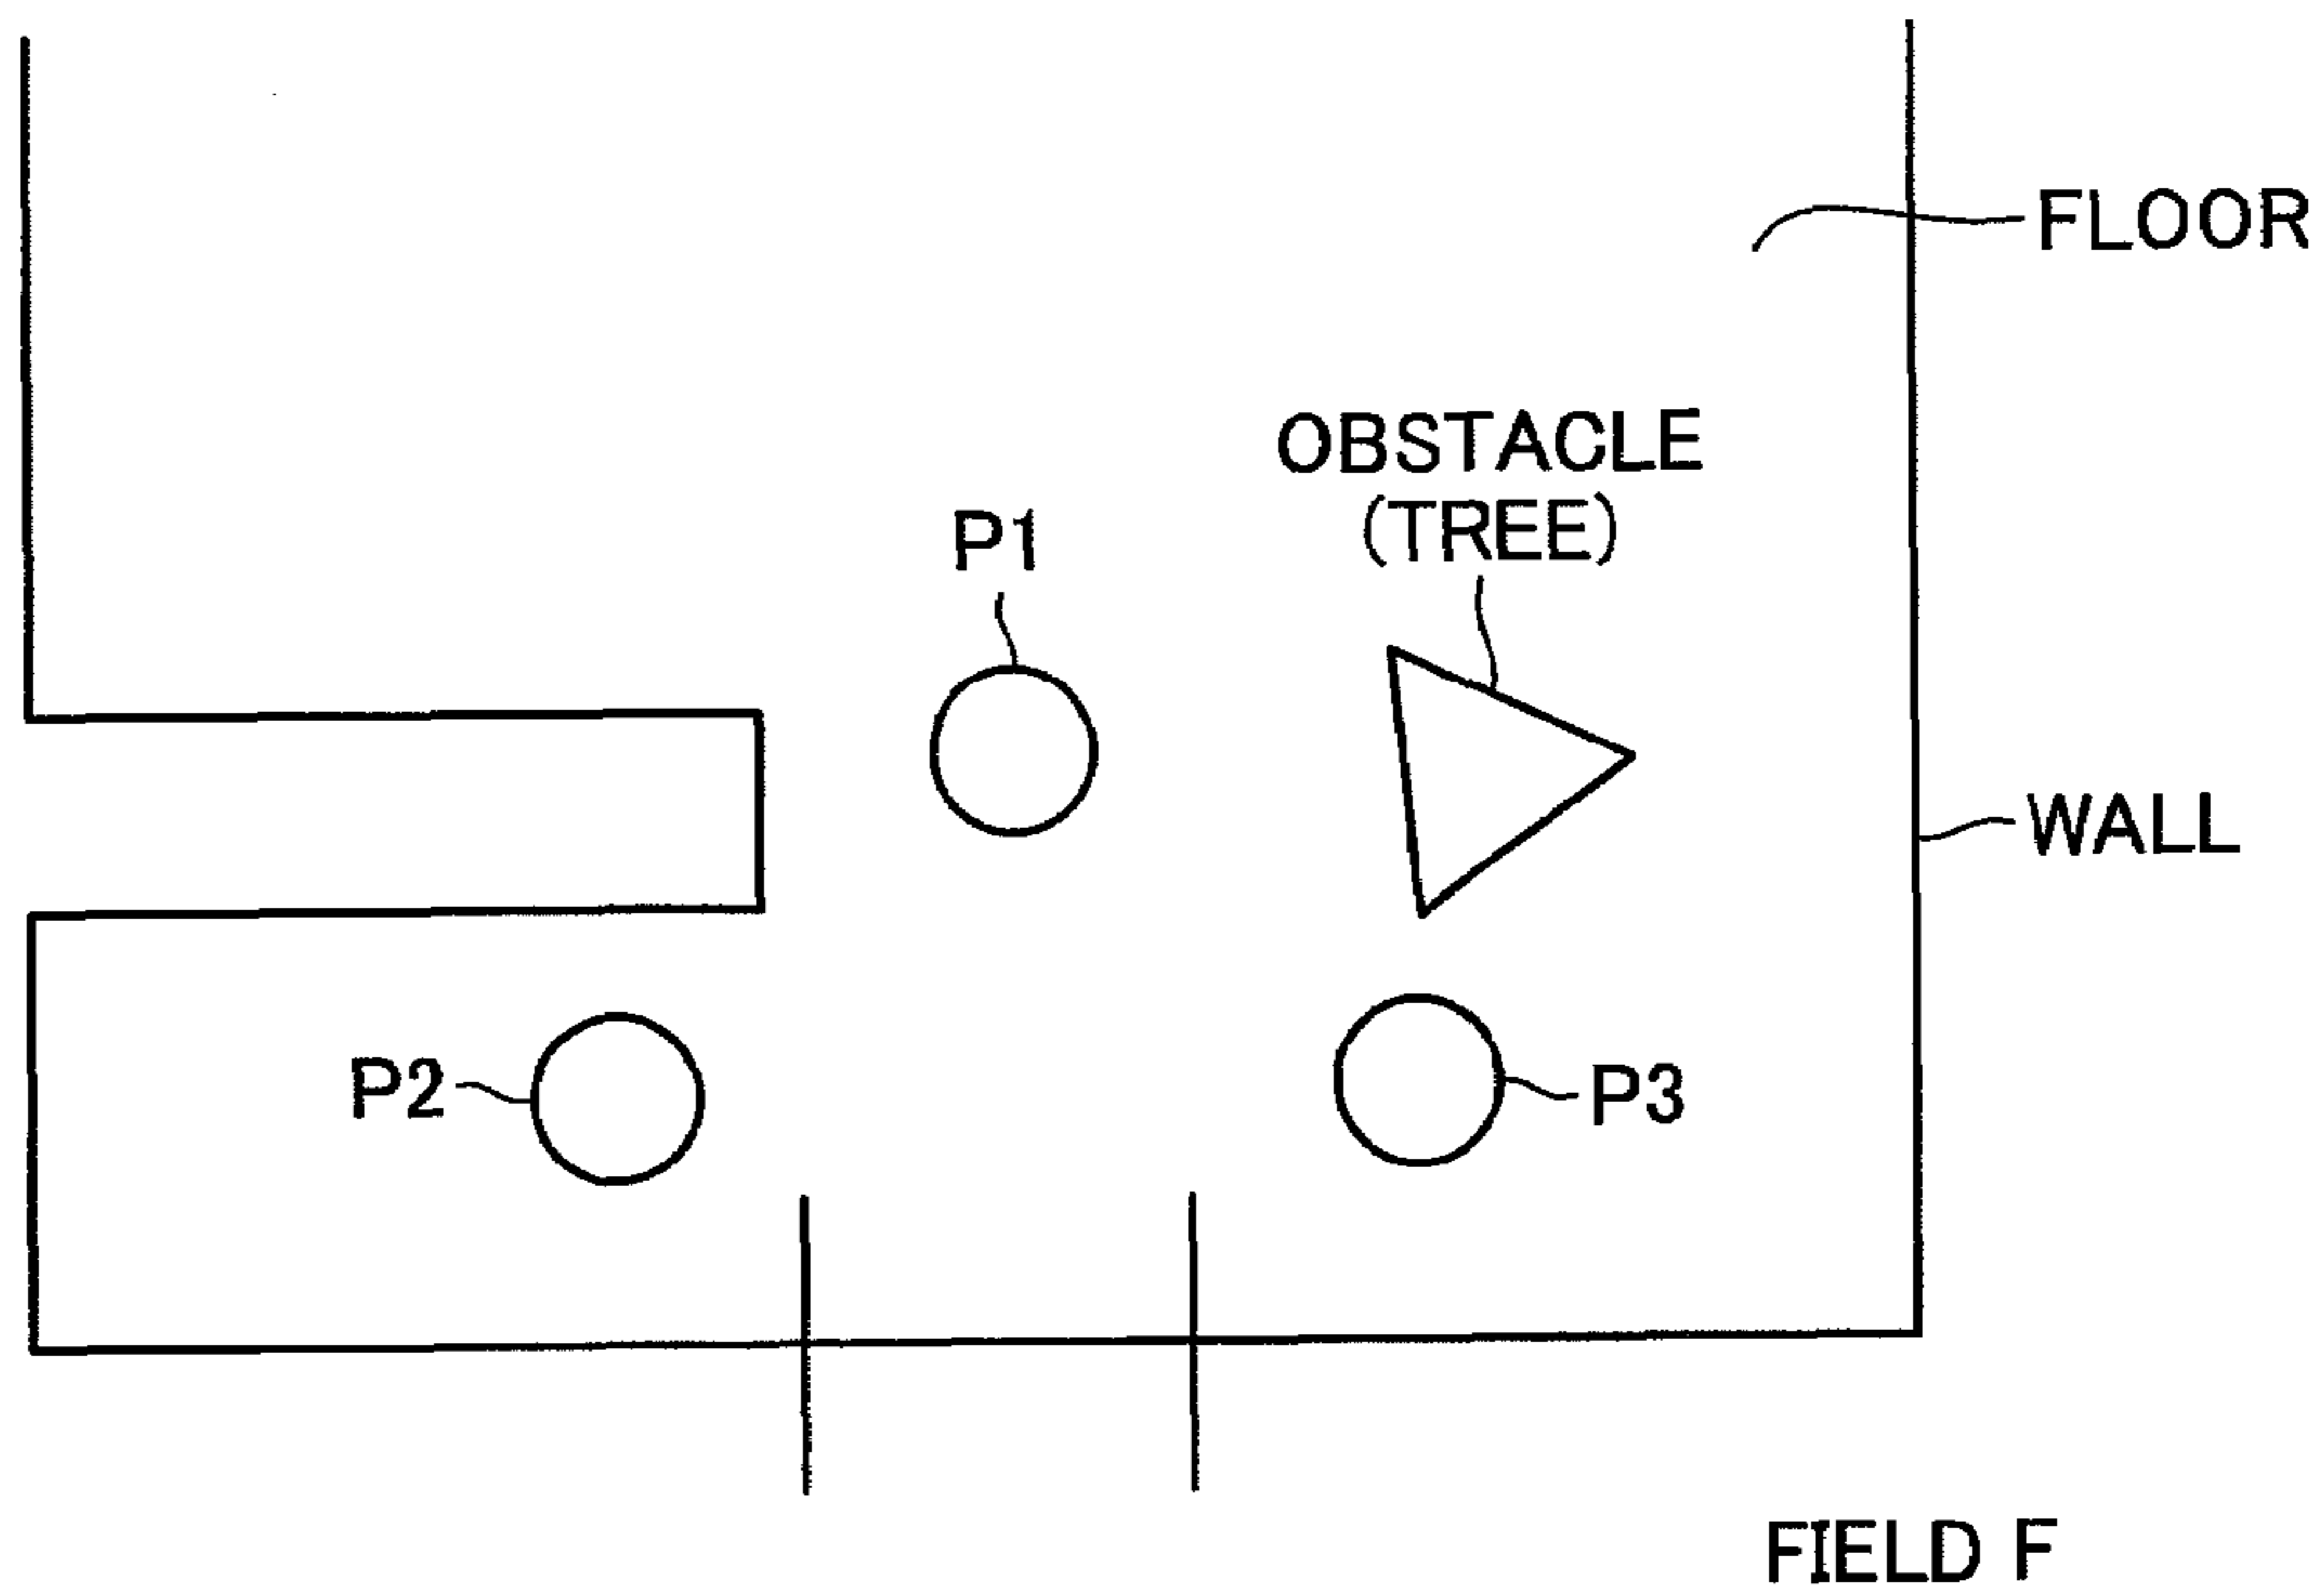 FLOOR
OBSTACLE
(TREE)
P1
WALL
P2
P3
FIELD F